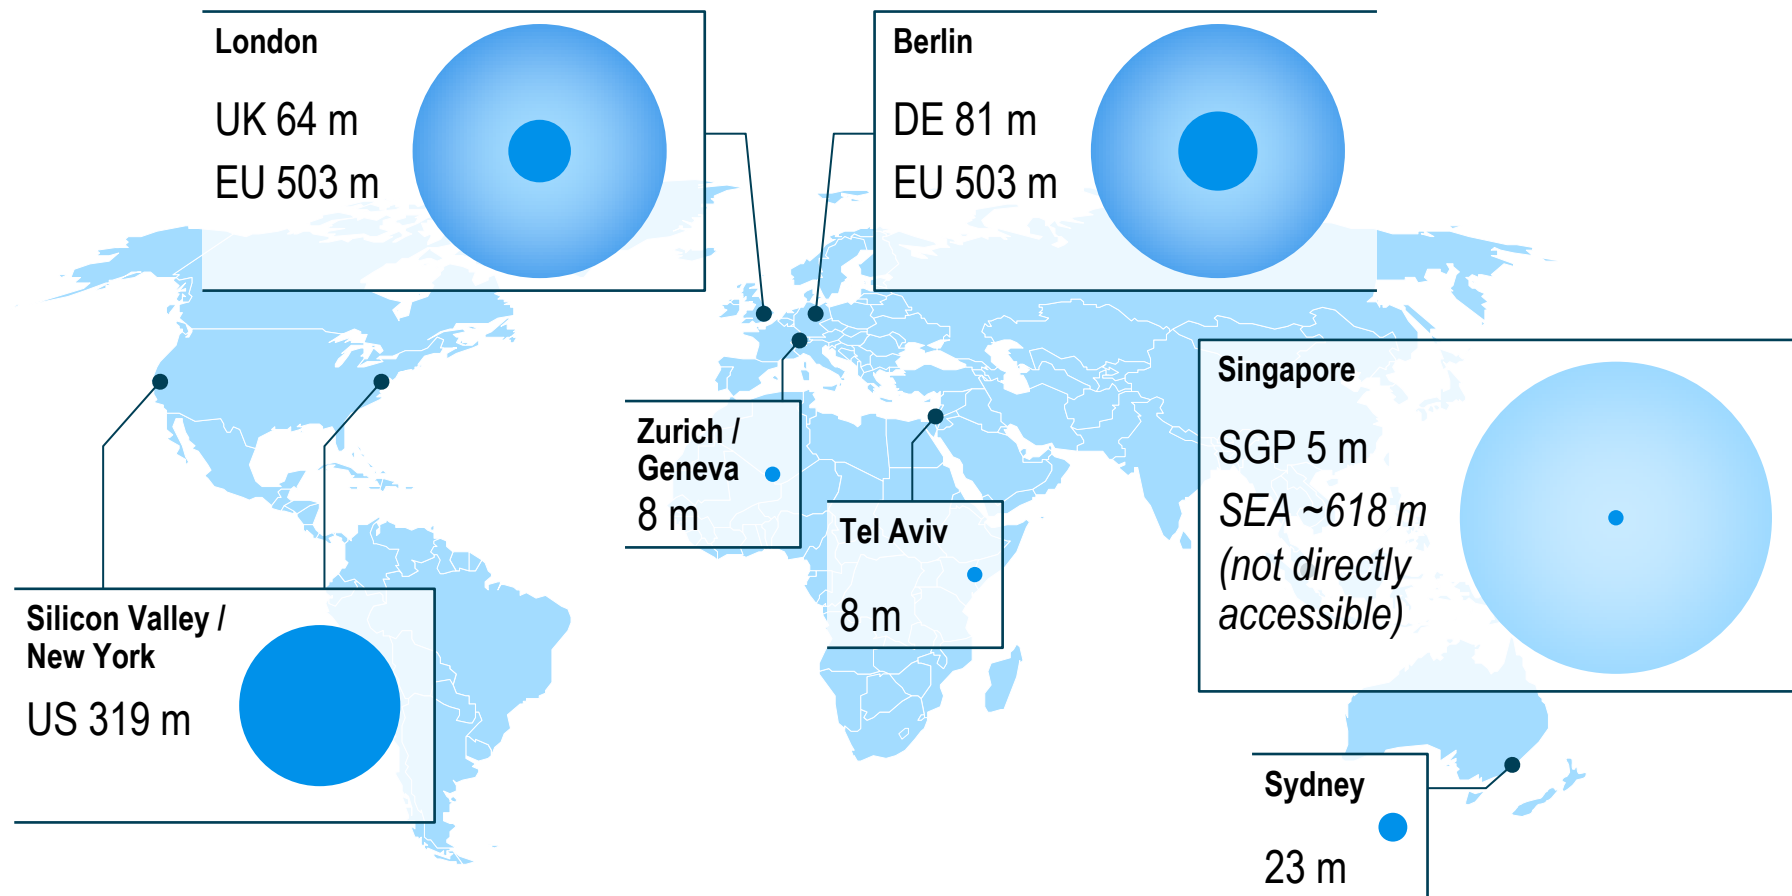 London
UK 64 m
EU 503 m
Berlin
DE 81 m
EU 503 m
Zurich /
Geneva
8 m
Tel Aviv
8 m
Singapore
SGP 5 m
SEA ~618 m
(not directly
accessible)
Silicon Valley /
New York
US 319 m
Sydney
23 m